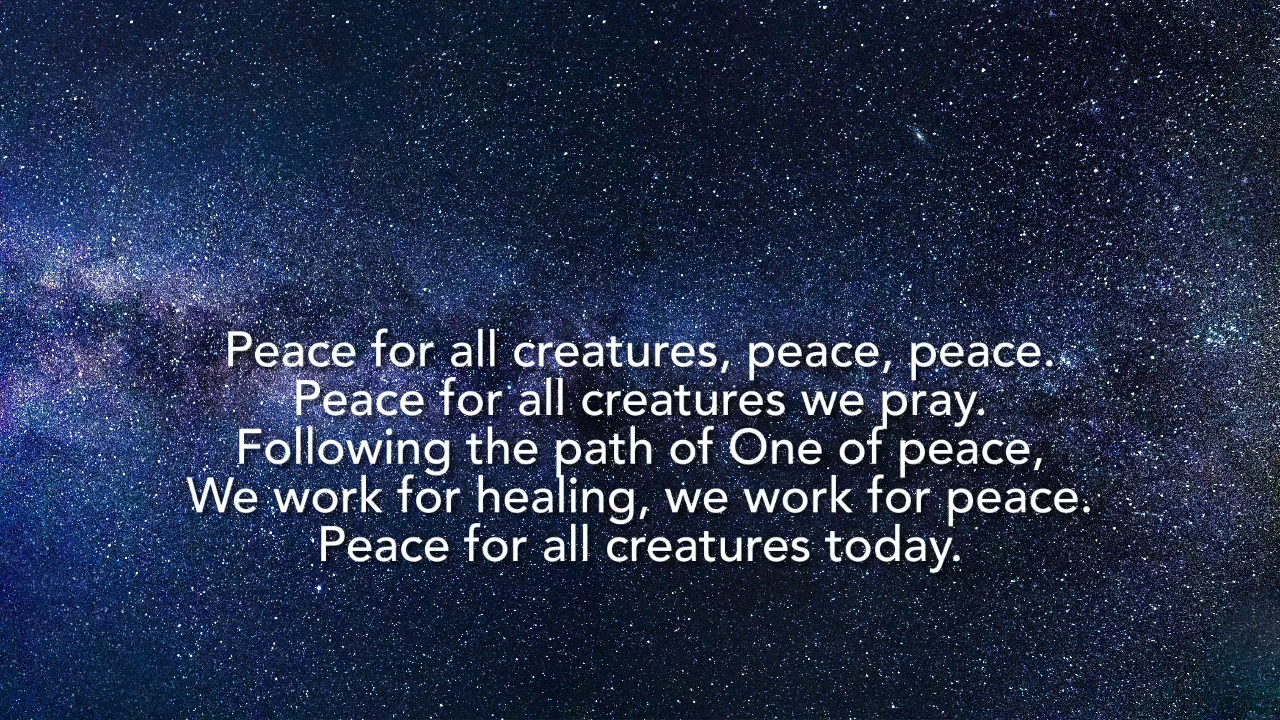 Peace for all creatures, peace, peace.
Peace for all creatures we pray.
Following the path of One of peace,
We work for healing, we work for peace.
Peace for all creatures today.